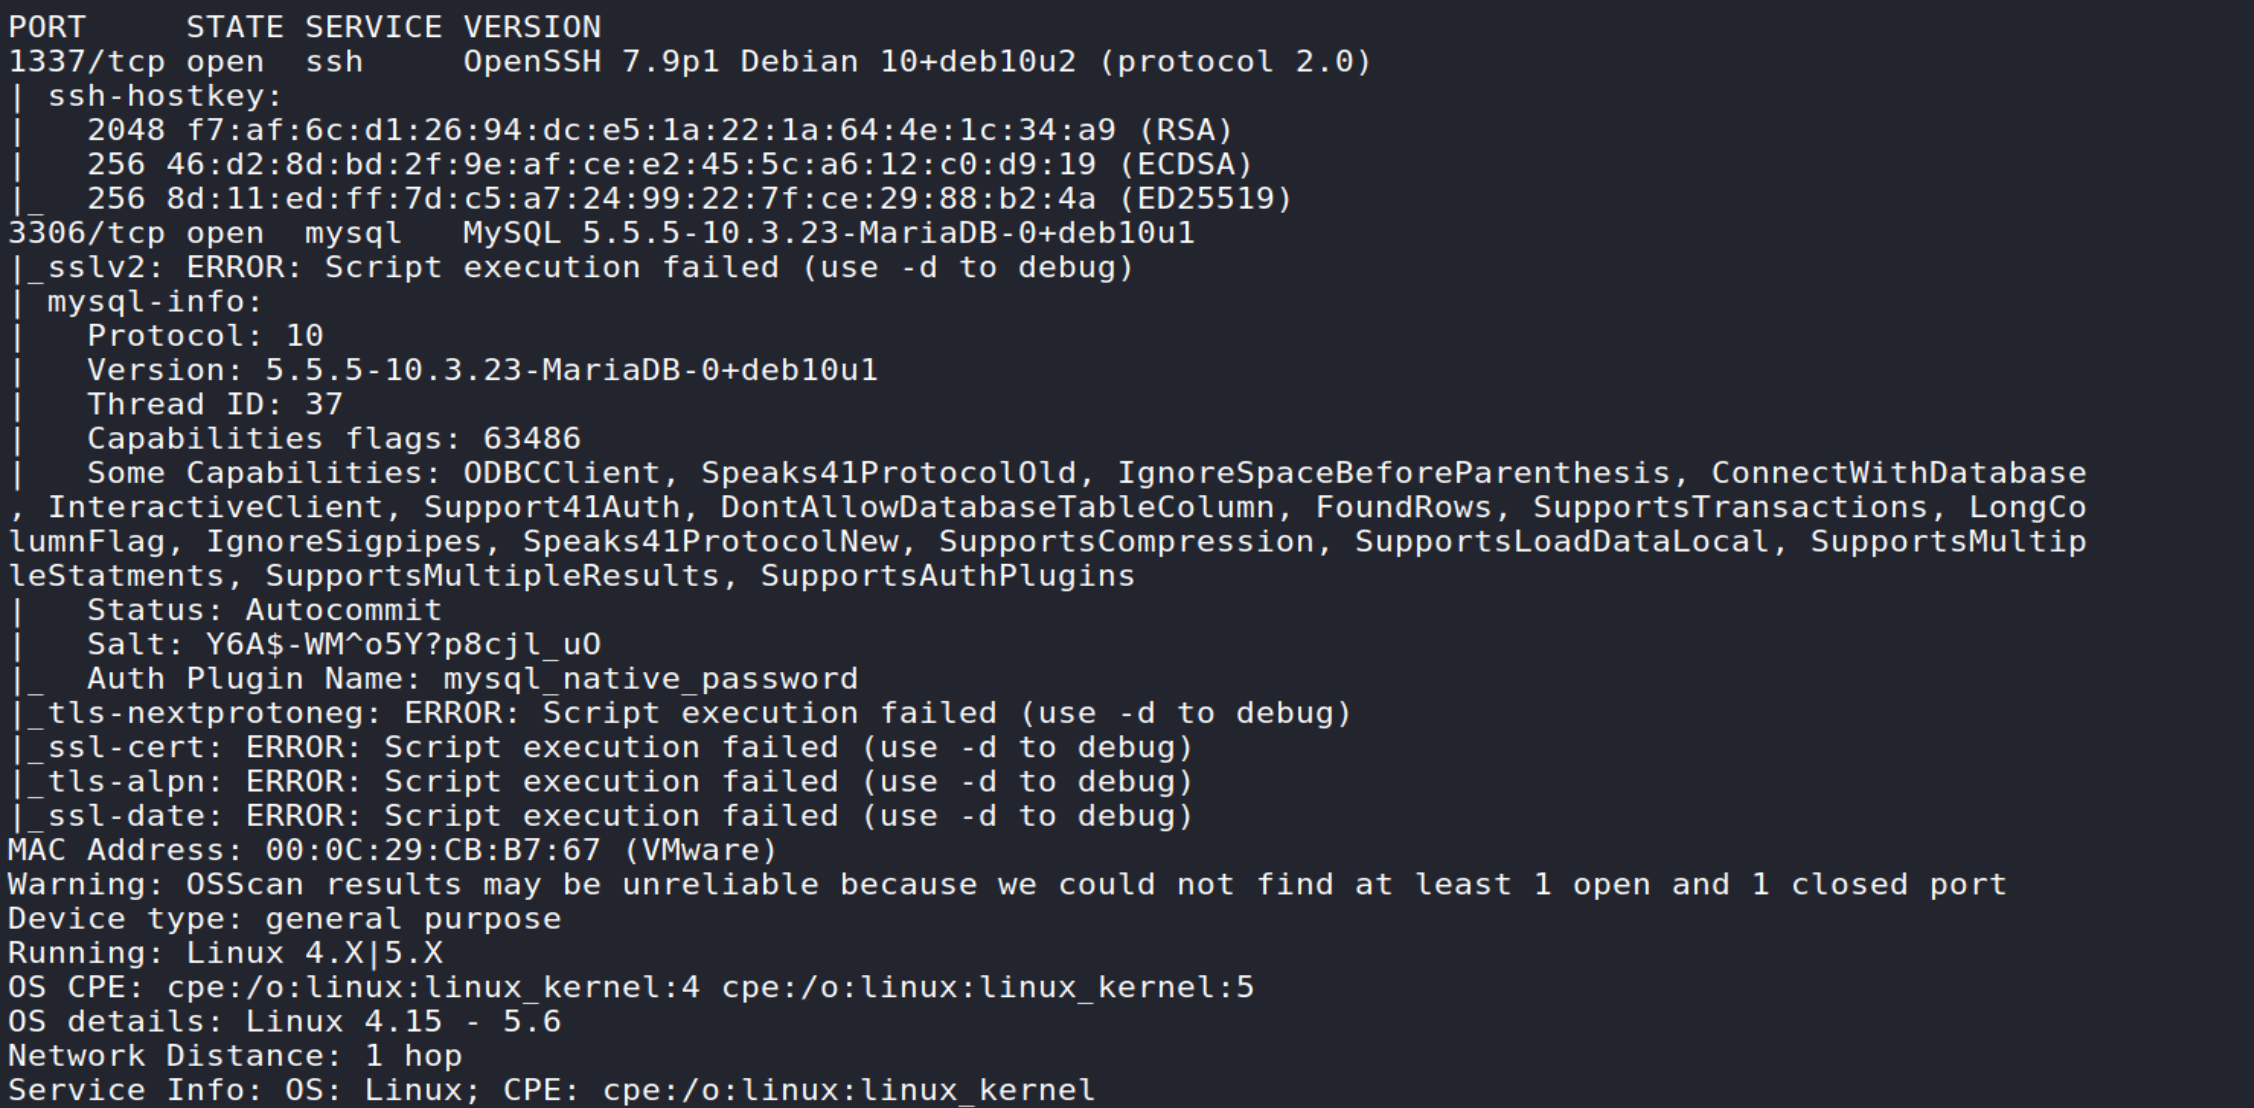 PORT     STATE SERVICE VERSION
1337/tcp open  ssh     OpenSSH 7.9p1 Debian 10+deb10u2 (protocol 2.0)
| ssh-hostkey:
|   2048 f7:af:6c:d1:26:94:dc:e5:1a:22:1a:64:4e:1c:34:a9 (RSA)
|   256 46:d2:8d:bd:2f:9e:af:ce:e2:45:5c:a6:12:c0:d9:19 (ECDSA)
|_  256 8d:11:ed:ff:7d:c5:a7:24:99:22:7f:ce:29:88:b2:4a (ED25519)
3306/tcp open  mysql   MySQL 5.5.5-10.3.23-MariaDB-0+deb10u1
|_sslv2: ERROR: Script execution failed (use -d to debug)
| mysql-info:
|   Protocol: 10
|   Version: 5.5.5-10.3.23-MariaDB-0+deb10u1
|   Thread ID: 37
|   Capabilities flags: 63486
|   Some Capabilities: ODBCClient, Speaks41ProtocolOld, IgnoreSpaceBeforeParenthesis, ConnectWithDatabase
, InteractiveClient, Support41Auth, DontAllowDatabaseTableColumn, FoundRows, SupportsTransactions, LongCo
lumnFlag, IgnoreSigpipes, Speaks41ProtocolNew, SupportsCompression, SupportsLoadDataLocal, SupportsMultip
leStatments, SupportsMultipleResults, SupportsAuthPlugins
|   Status: Autocommit
|   Salt: Y6A$-WM^o5Y?p8cjl_uO
|_  Auth Plugin Name: mysql_native_password
|_tls-nextprotoneg: ERROR: Script execution failed (use -d to debug)
|_ssl-cert: ERROR: Script execution failed (use -d to debug)
|_tls-alpn: ERROR: Script execution failed (use -d to debug)
|_ssl-date: ERROR: Script execution failed (use -d to debug)
MAC Address: 00:0C:29:CB:B7:67 (VMware)
Warning: OSScan results may be unreliable because we could not find at least 1 open and 1 closed port
Device type: general purpose
Running: Linux 4.X|5.X
OS CPE: cpe:/o:linux:linux_kernel:4 cpe:/o:linux:linux_kernel:5
OS details: Linux 4.15 - 5.6
Network Distance: 1 hop
Service Info: OS: Linux; CPE: cpe:/o:linux:linux_kernel